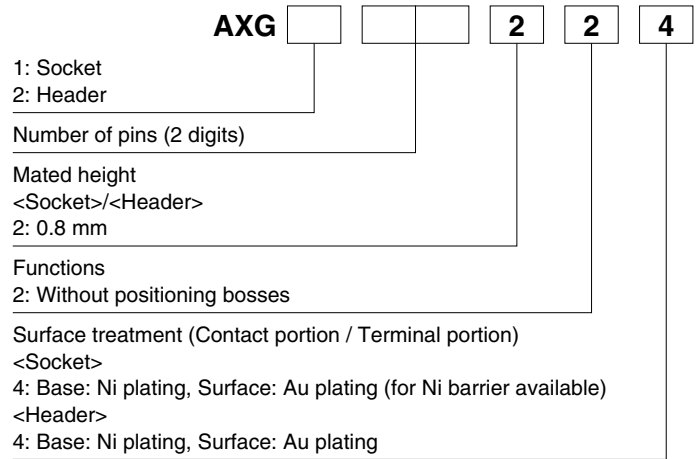 AXG 2 2 4
1: Socket
2: Header
Number of pins (2 digits)
Mated height
<Socket>/<Header>
2: 0.8 mm
Functions
2: Without positioning bosses
Surface treatment (Contact portion / Terminal portion)
<Socket>
4: Base: Ni plating, Surface: Au plating (for Ni barrier available)
<Header>
4: Base: Ni plating, Surface: Au plating